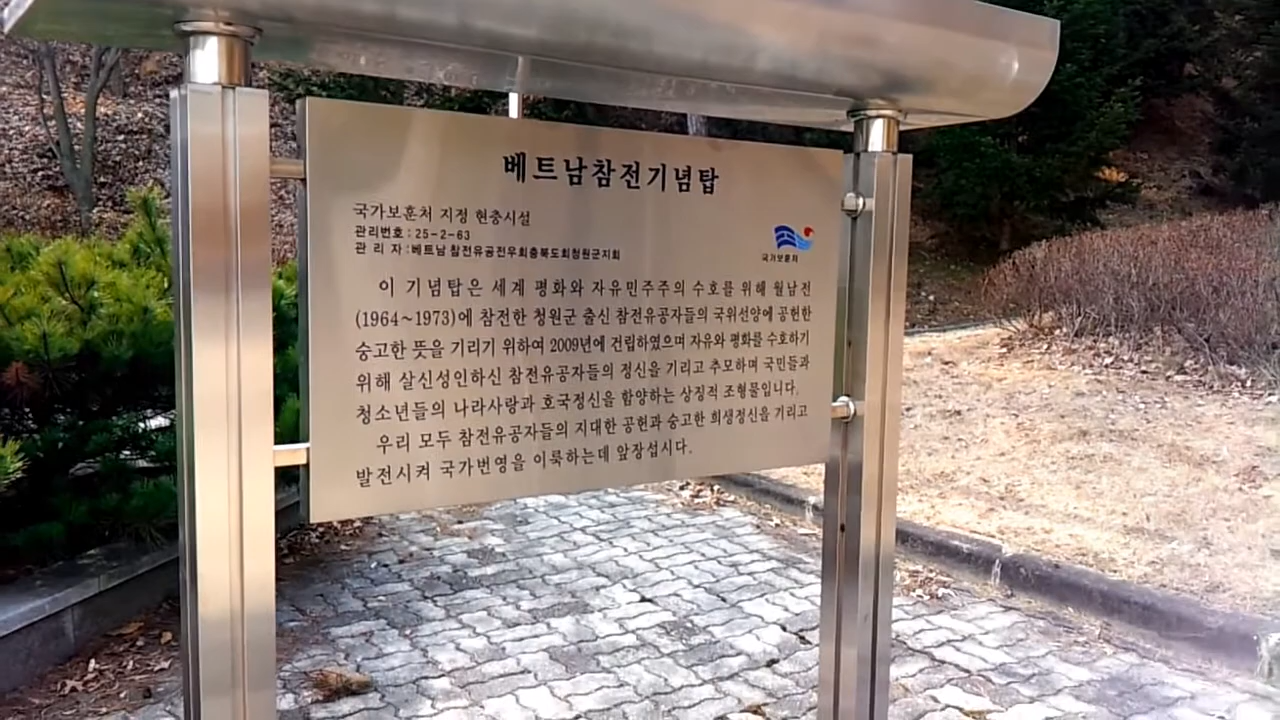 베트남참전기념탑
국가보훈처 지정 현충시설
관리번호 : 25-2-63
관 리 자 : 베트남 참전유공전우회충북도회청원군지회
국가보훈처
이 기념탑은 세계 평화와 자유민주주의 수호를 위해 월남전
(1964~1973)에 참전한 청원군 출신 참전유공자들의 국위선양에 공헌한
숭고한 뜻을 기리기 위하여 2009년에 건립하였으며 자유와 평화를 수호하기
위해 살신성인하신 참전유공자들의 정신을 기리고 추모하며 국민들과
청소년들의 나라사랑과 호국정신을 함양하는 상징적 조형물입니다.
우리 모두 참전유공자들의 지대한 공헌과 숭고한 희생정신을 기리고
발전시켜 국가번영을 이룩하는데 앞장섭시다.